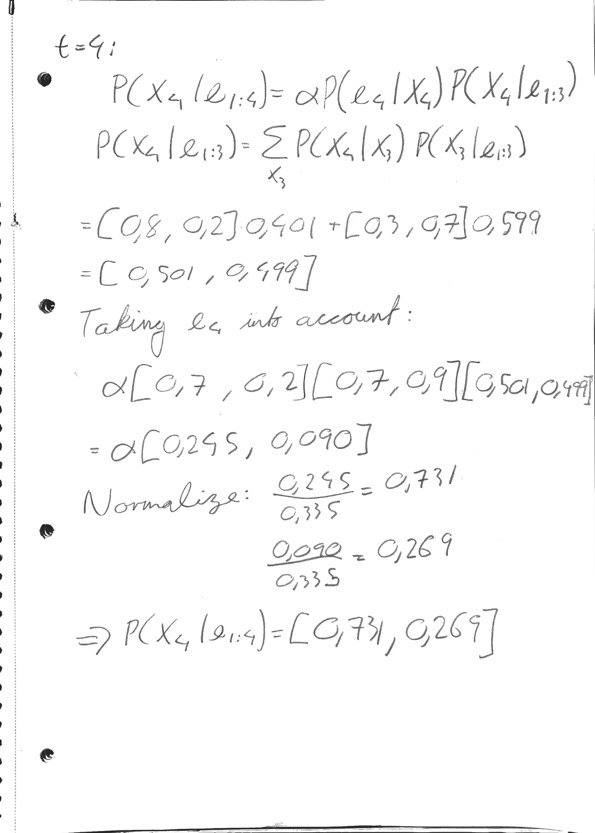 t=4:
P(X₄|e₁:₄)=αP(e₄|X₄)P(X₄|e₁:₃)
P(X₄|e₁:₃)=∑P(X₄|x₃)P(X₃|e₁:₃)
x₃
=[0,8, 0,2]0,401+[0,3, 0,7]0,599
=[0,501, 0,499]
Taking e₄ into account:
α[0,7, 0,2][0,7, 0,9][0,501, 0,499]
=α[0,245, 0,090]
Normalize: 0,245/0,335=0,731
0,090/0,335=0,269
⇒P(X₄|e₁:₄)=[0,731, 0,269]